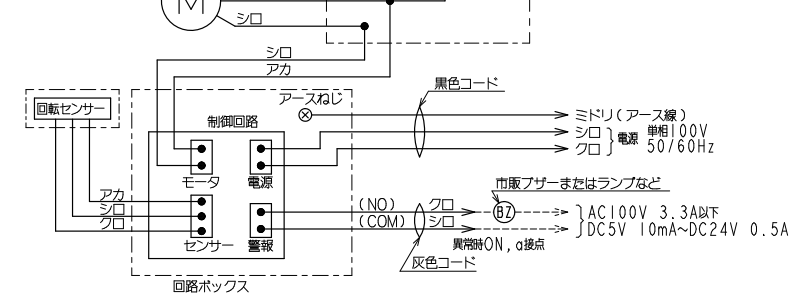 M
シロ
シロ
アカ
黒色コード
回転センサー
アースねじ
ミドリ(アース線)
制御回路
シロ
クロ
電源
単相100V
50/60Hz
モータ
電源
市販ブザーまたはランプなど
アカ
シロ
クロ
(NO)
クロ
(COM)
シロ
BZ
AC100V 3.3A以下
DC5V 10mA~DC24V 0.5A
センサー
警報
異常時ON,a接点
灰色コード
回路ボックス